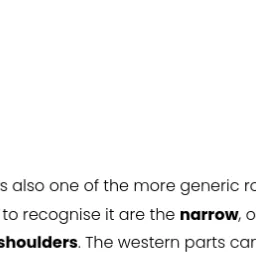 s also one of the more generic ro
to recognise it are the narrow, o
shoulders. The western parts can